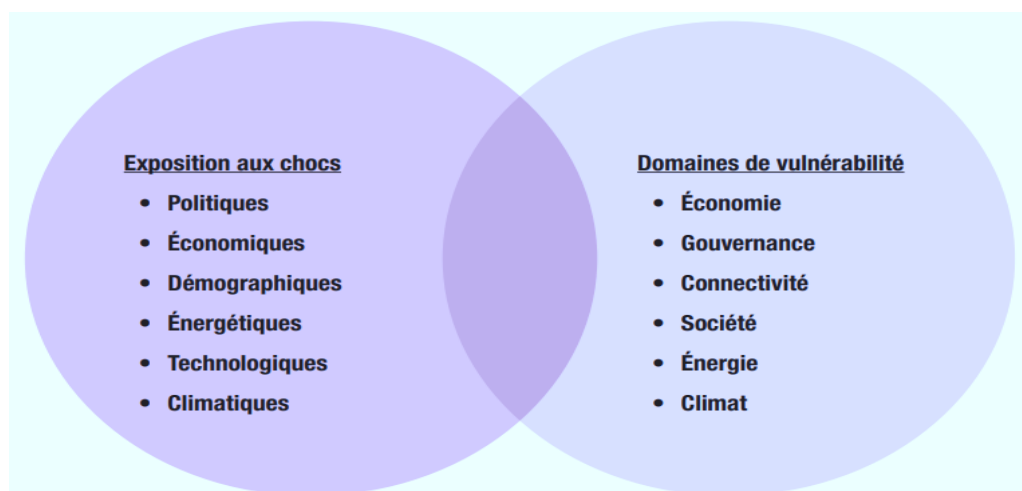 Exposition aux chocs
• Politiques
• Économiques
• Démographiques
• Énergétiques
• Technologiques
• Climatiques
Domaines de vulnérabilité
• Économie
• Gouvernance
• Connectivité
• Société
• Énergie
• Climat